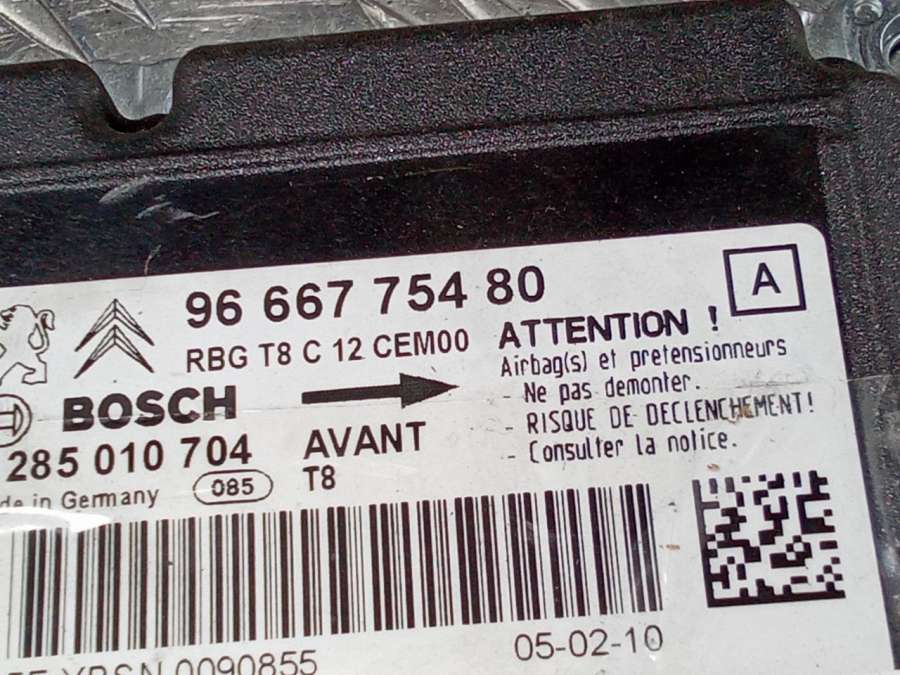 96 667 754 80
A
RBG T8 C 12 CEM00
ATTENTION !
Airbag(s) et pretensionneurs
- Ne pas demonter.
- RISQUE DE DECLENCHEMENT!
- Consulter la notice.
BOSCH
285 010 704
AVANT
in Germany
085
T8
0090855
05-02-10